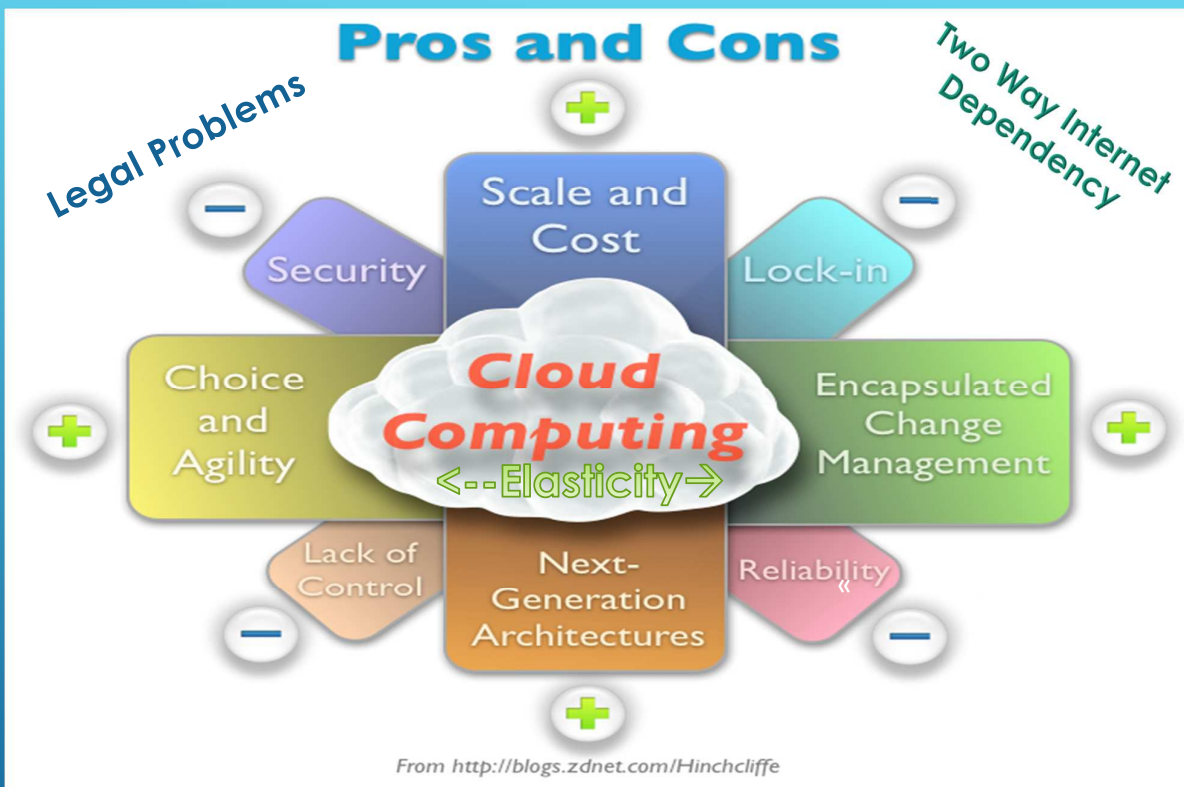 Pros and Cons
Legal Problems
Two Way Internet
Dependency
Scale and
Cost
Security
Lock-in
Choice
and
Agility
Cloud
Computing
<--Elasticity→
Encapsulated
Change
Management
Lack of
Control
Next-
Generation
Architectures
Reliability
«
From http://blogs.zdnet.com/Hinchcliffe